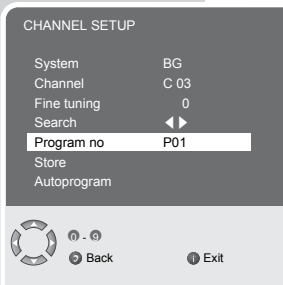 CHANNEL SETUP
System BG
Channel C 03
Fine tuning 0
Search
Program no P01
Store
Autoprogram
0 - 9
Back i Exit